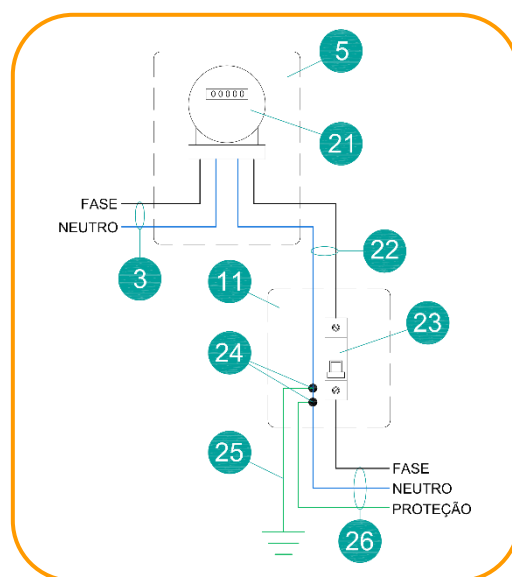 5
00000
21
FASE
NEUTRO
3
22
11
23
24
25
FASE
NEUTRO
PROTEÇÃO
26